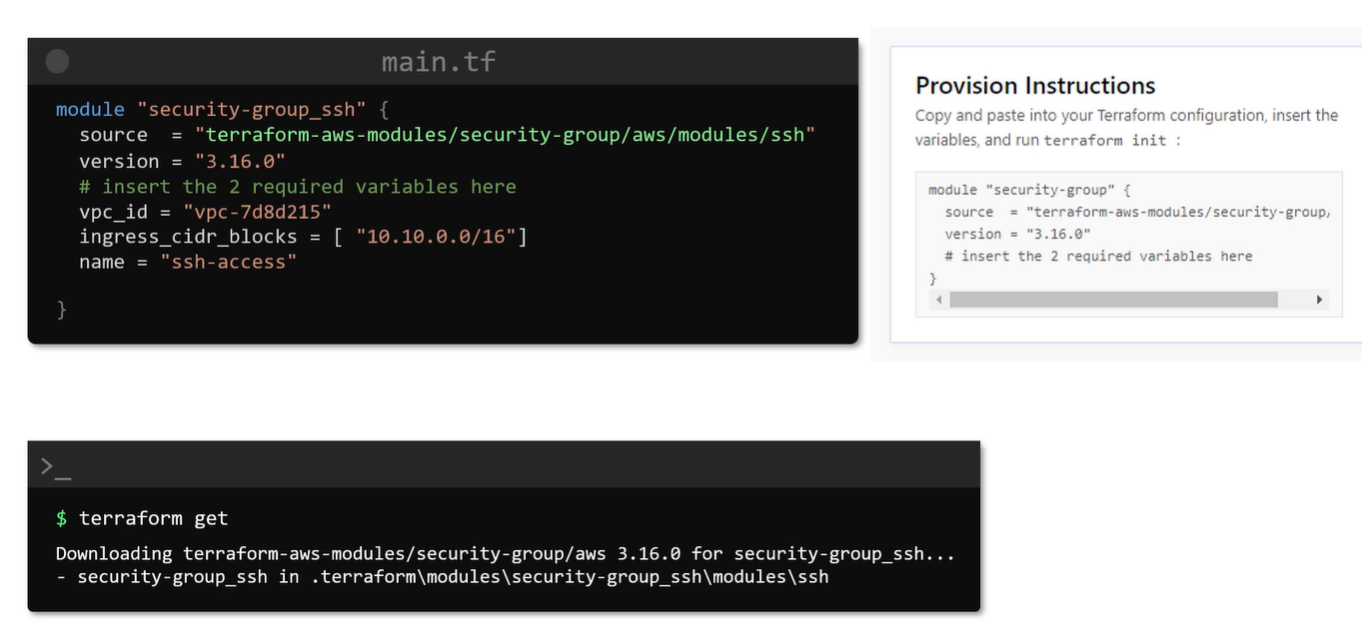 main.tf
module "security-group_ssh" {
  source  = "terraform-aws-modules/security-group/aws/modules/ssh"
  version = "3.16.0"
  # insert the 2 required variables here
  vpc_id = "vpc-7d8d215"
  ingress_cidr_blocks = [ "10.10.0.0/16"]
  name = "ssh-access"
}
Provision Instructions
Copy and paste into your Terraform configuration, insert the
variables, and run terraform init :
module "security-group" {
  source  = "terraform-aws-modules/security-group/
  version = "3.16.0"
  # insert the 2 required variables here
}
>_
$ terraform get
Downloading terraform-aws-modules/security-group/aws 3.16.0 for security-group_ssh...
- security-group_ssh in .terraform\modules\security-group_ssh\modules\ssh